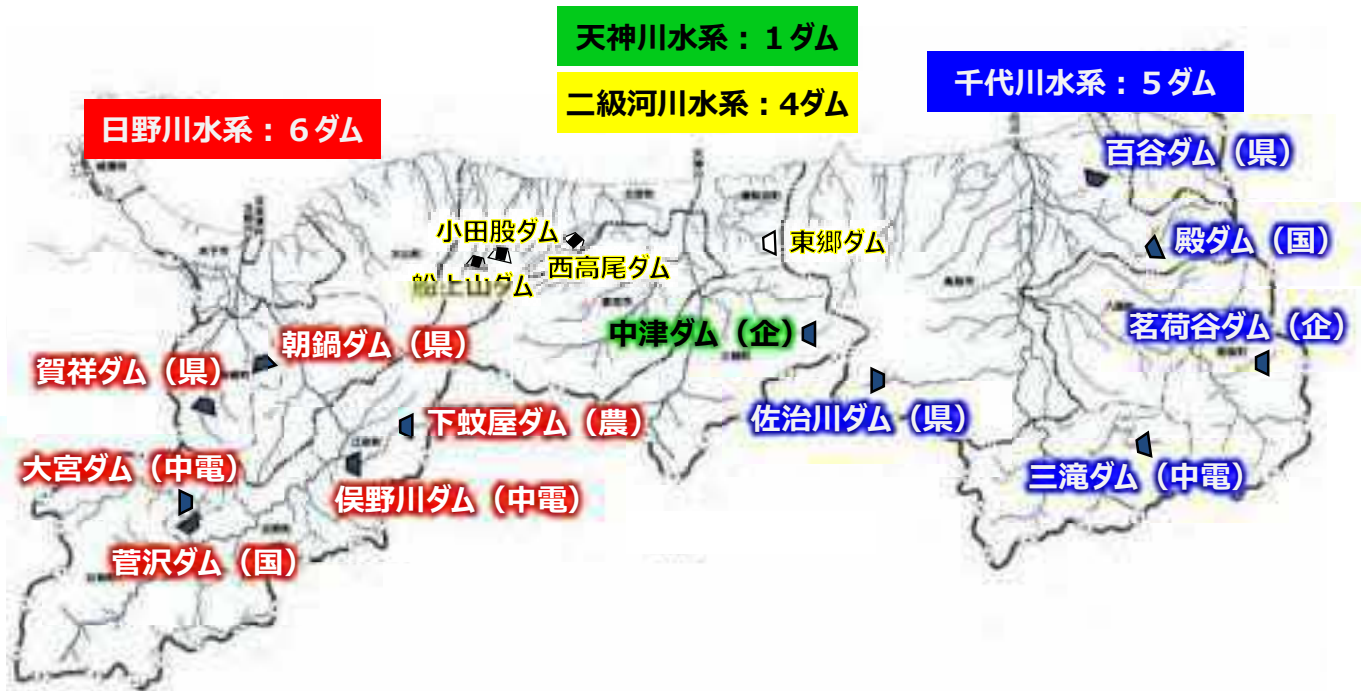 天神川水系：１ダム
二級河川水系：4ダム
千代川水系：５ダム
日野川水系：６ダム
百谷ダム（県）
殿ダム（国）
小田股ダム
東郷ダム
西高尾ダム
船上山ダム
茗荷谷ダム（企）
中津ダム（企）
朝鍋ダム（県）
賀祥ダム（県）
佐治川ダム（県）
下蚊屋ダム（農）
大宮ダム（中電）
三滝ダム（中電）
俣野川ダム（中電）
菅沢ダム（国）